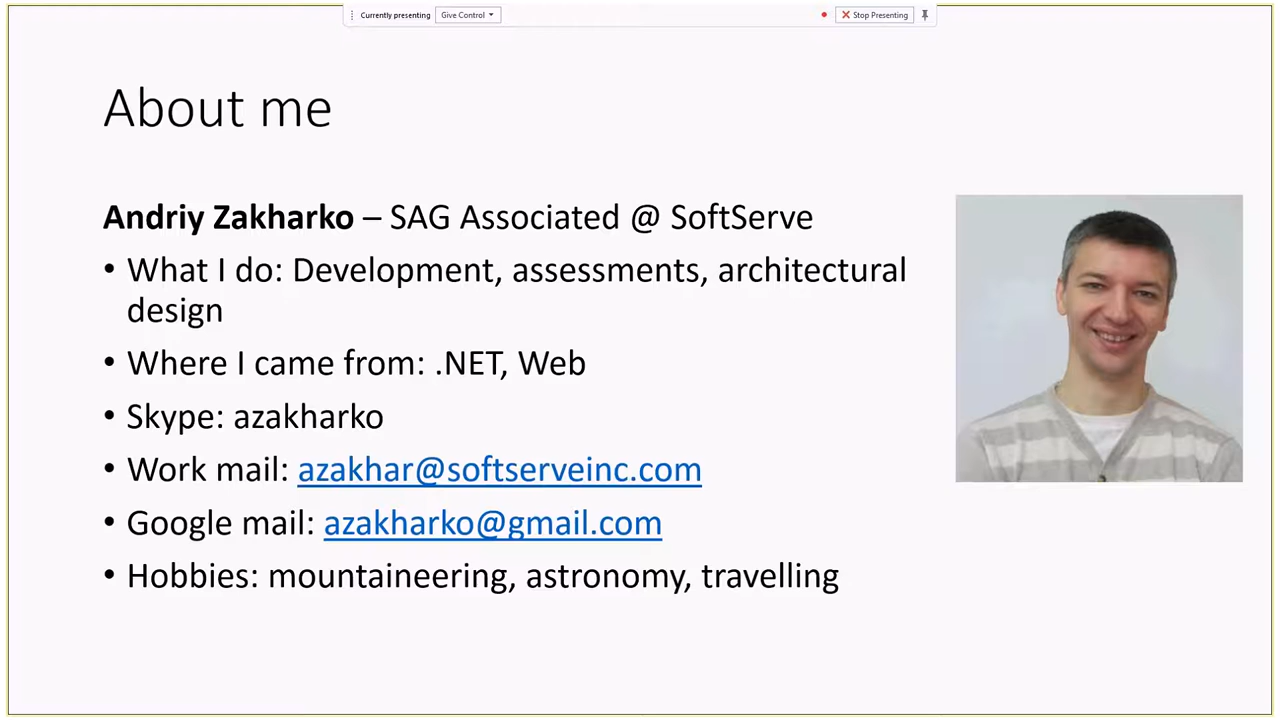 Currently presenting Give Control Stop Presenting
About me
Andriy Zakharko – SAG Associated @ SoftServe
• What I do: Development, assessments, architectural
design
• Where I came from: .NET, Web
• Skype: azakharko
• Work mail: azakhar@softserveinc.com
• Google mail: azakharko@gmail.com
• Hobbies: mountaineering, astronomy, travelling